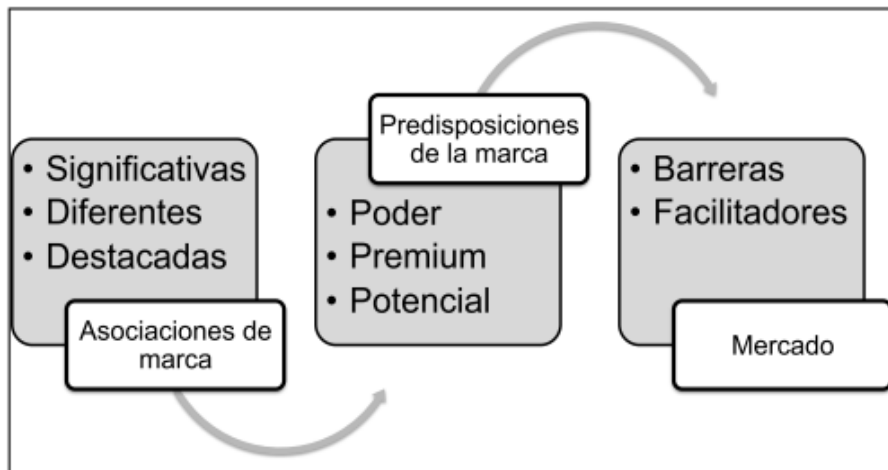 • Significativas
• Diferentes
• Destacadas
Asociaciones de
marca
Predisposiciones
de la marca
• Poder
• Premium
• Potencial
• Barreras
• Facilitadores
Mercado